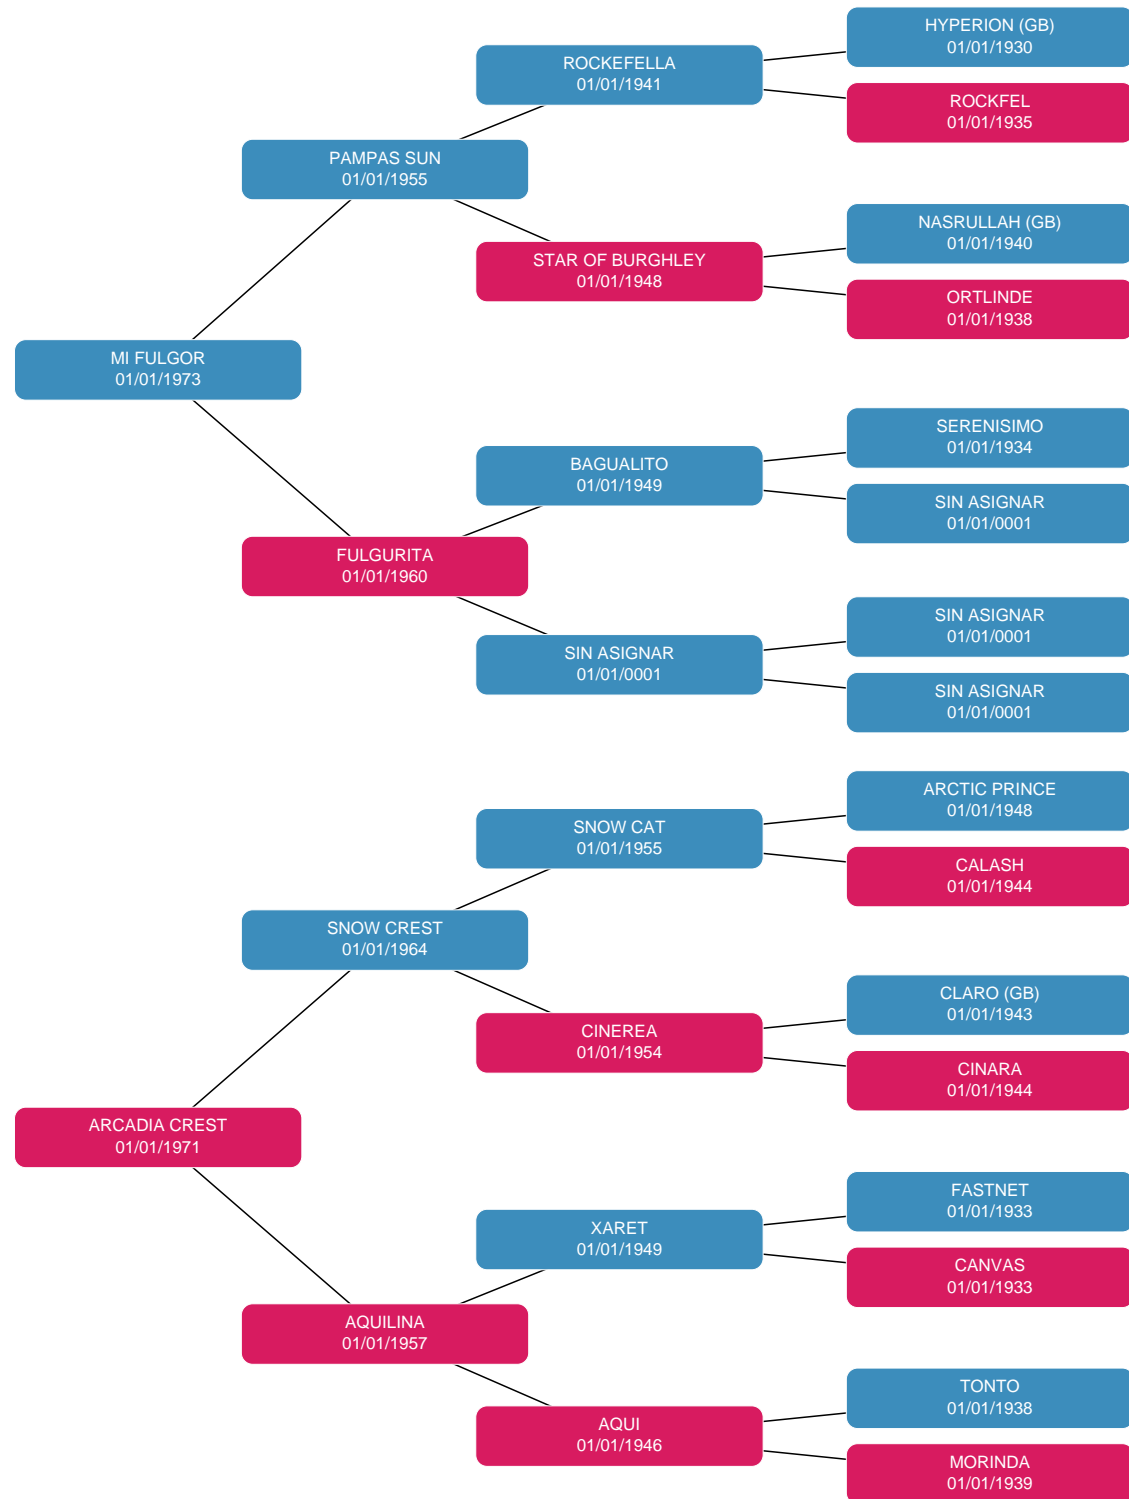 HYPERION (GB)
01/01/1930
ROCKEFELLA
01/01/1941
ROCKFEL
01/01/1935
PAMPAS SUN
01/01/1955
NASRULLAH (GB)
01/01/1940
STAR OF BURGHLEY
01/01/1948
ORTLINDE
01/01/1938
MI FULGOR
01/01/1973
SERENISIMO
01/01/1934
BAGUALITO
01/01/1949
SIN ASIGNAR
01/01/0001
FULGURITA
01/01/1960
SIN ASIGNAR
01/01/0001
SIN ASIGNAR
01/01/0001
SIN ASIGNAR
01/01/0001
ARCTIC PRINCE
01/01/1948
SNOW CAT
01/01/1955
CALASH
01/01/1944
SNOW CREST
01/01/1964
CLARO (GB)
01/01/1943
CINEREA
01/01/1954
CINARA
01/01/1944
ARCADIA CREST
01/01/1971
FASTNET
01/01/1933
XARET
01/01/1949
CANVAS
01/01/1933
AQUILINA
01/01/1957
TONTO
01/01/1938
AQUI
01/01/1946
MORINDA
01/01/1939